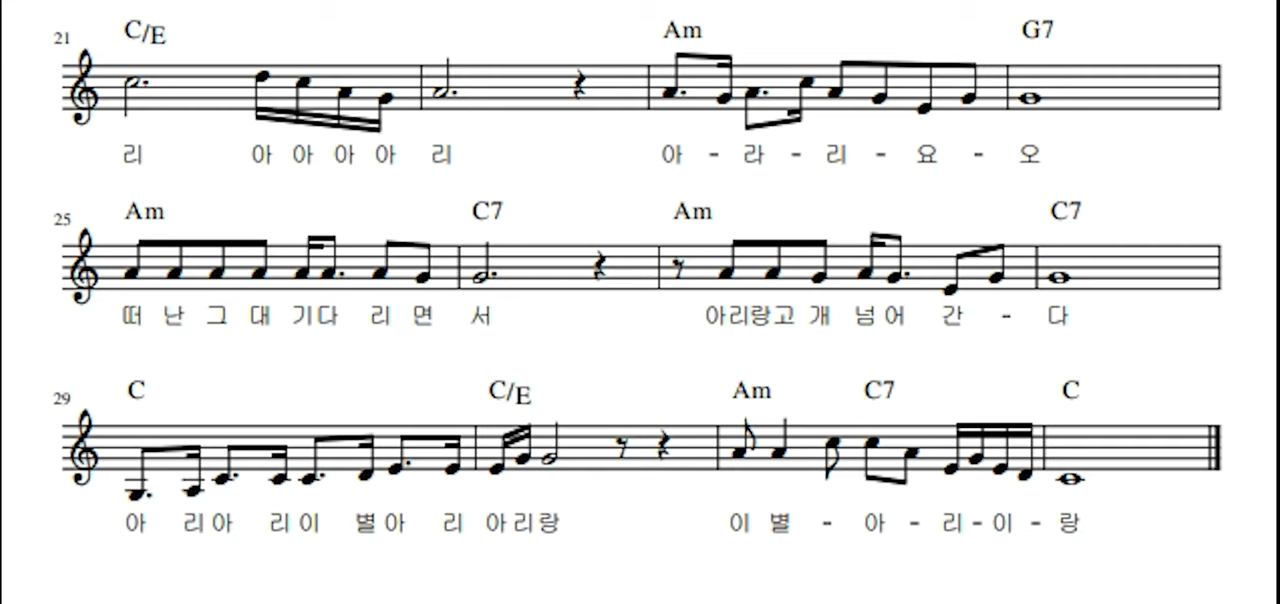 C/E Am G7
21
리 아 아 아 아 리 아 - 라 - 리 - 요 - 오
Am C7 Am C7
25
떠 난 그 대 기 다 리 면 서 아 리 랑 고 개 넘 어 간 - 다
C C/E Am C7 C
29
아 리 아 리 이 별 아 리 아 리 랑 이 별 - 아 - 리 - 이 - 랑